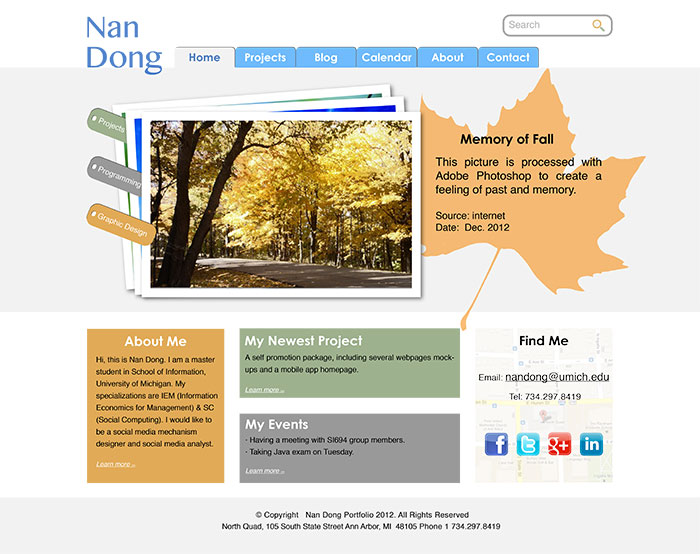 Nan
Dong
Search
Home Projects Blog Calendar About Contact
Projects
Programming
Graphic Design
Memory of Fall
This picture is processed with
Adobe Photoshop to create a
feeling of past and memory.
Source: internet
Date: Dec. 2012
About Me
Hi, this is Nan Dong. I am a master
student in School of Information,
University of Michigan. My
specializations are IEM (Information
Economics for Management) & SC
(Social Computing). I would like to
be a social media mechanism
designer and social media analyst.
Learn more
My Newest Project
A self promotion package, including several webpages mock-
ups and a mobile app homepage.
Learn more
My Events
- Having a meeting with SI694 group members.
- Taking Java exam on Tuesday.
Learn more
Find Me
Email: nandong@umich.edu
Tel: 734.297.8419
f t g+ in
© Copyright Nan Dong Portfolio 2012. All Rights Reserved
North Quad, 105 South State Street Ann Arbor, MI 48105 Phone 1 734.297.8419